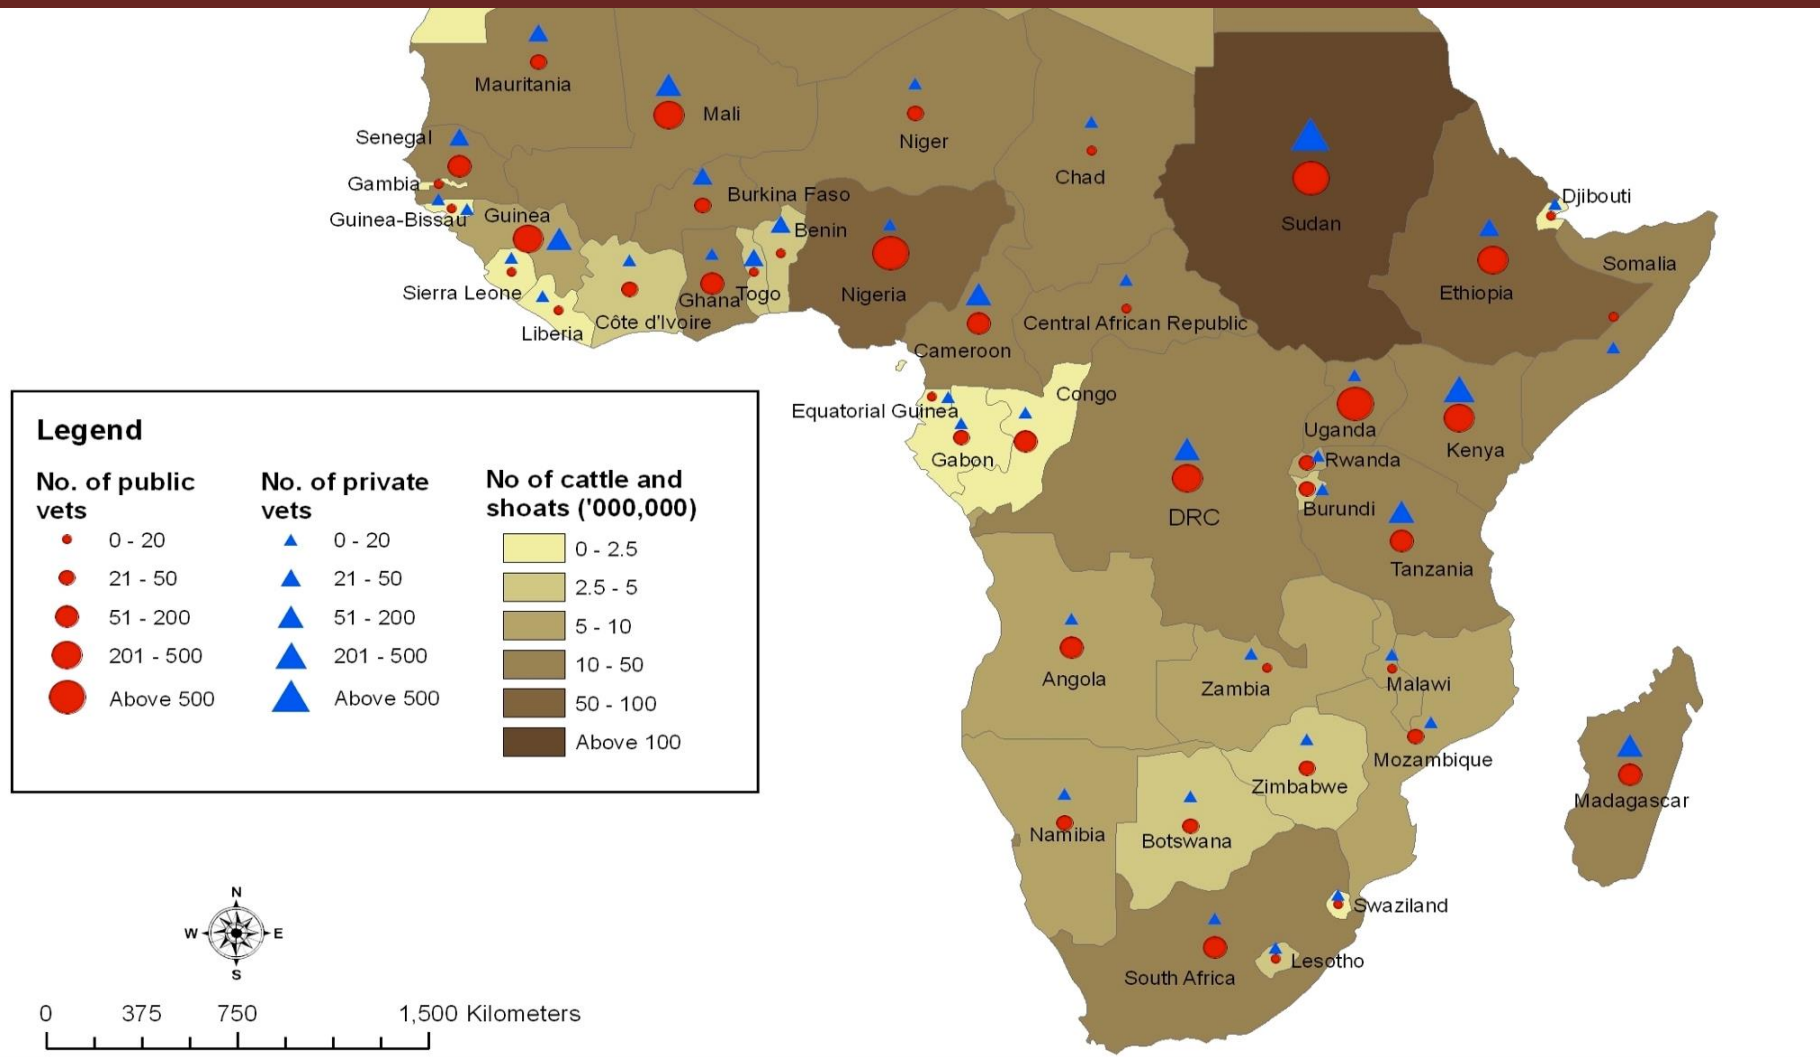 Mauritania
Mali
Niger
Chad
Sudan
Senegal
Gambia
Guinea-Bissau
Guinea
Burkina Faso
Benin
Djibouti
Somalia
Ethiopia
Sierra Leone
Liberia
Côte d'Ivoire
Ghana
Togo
Nigeria
Cameroon
Central African Republic
Equatorial Guinea
Gabon
Congo
DRC
Uganda
Kenya
Rwanda
Burundi
Tanzania
Angola
Zambia
Malawi
Mozambique
Zimbabwe
Madagascar
Namibia
Botswana
Swaziland
South Africa
Lesotho
Legend
No. of public
vets
0 - 20
21 - 50
51 - 200
201 - 500
Above 500
No. of private
vets
0 - 20
21 - 50
51 - 200
201 - 500
Above 500
No of cattle and
shoats ('000,000)
0 - 2.5
2.5 - 5
5 - 10
10 - 50
50 - 100
Above 100
N
W E
S
0 375 750 1,500 Kilometers